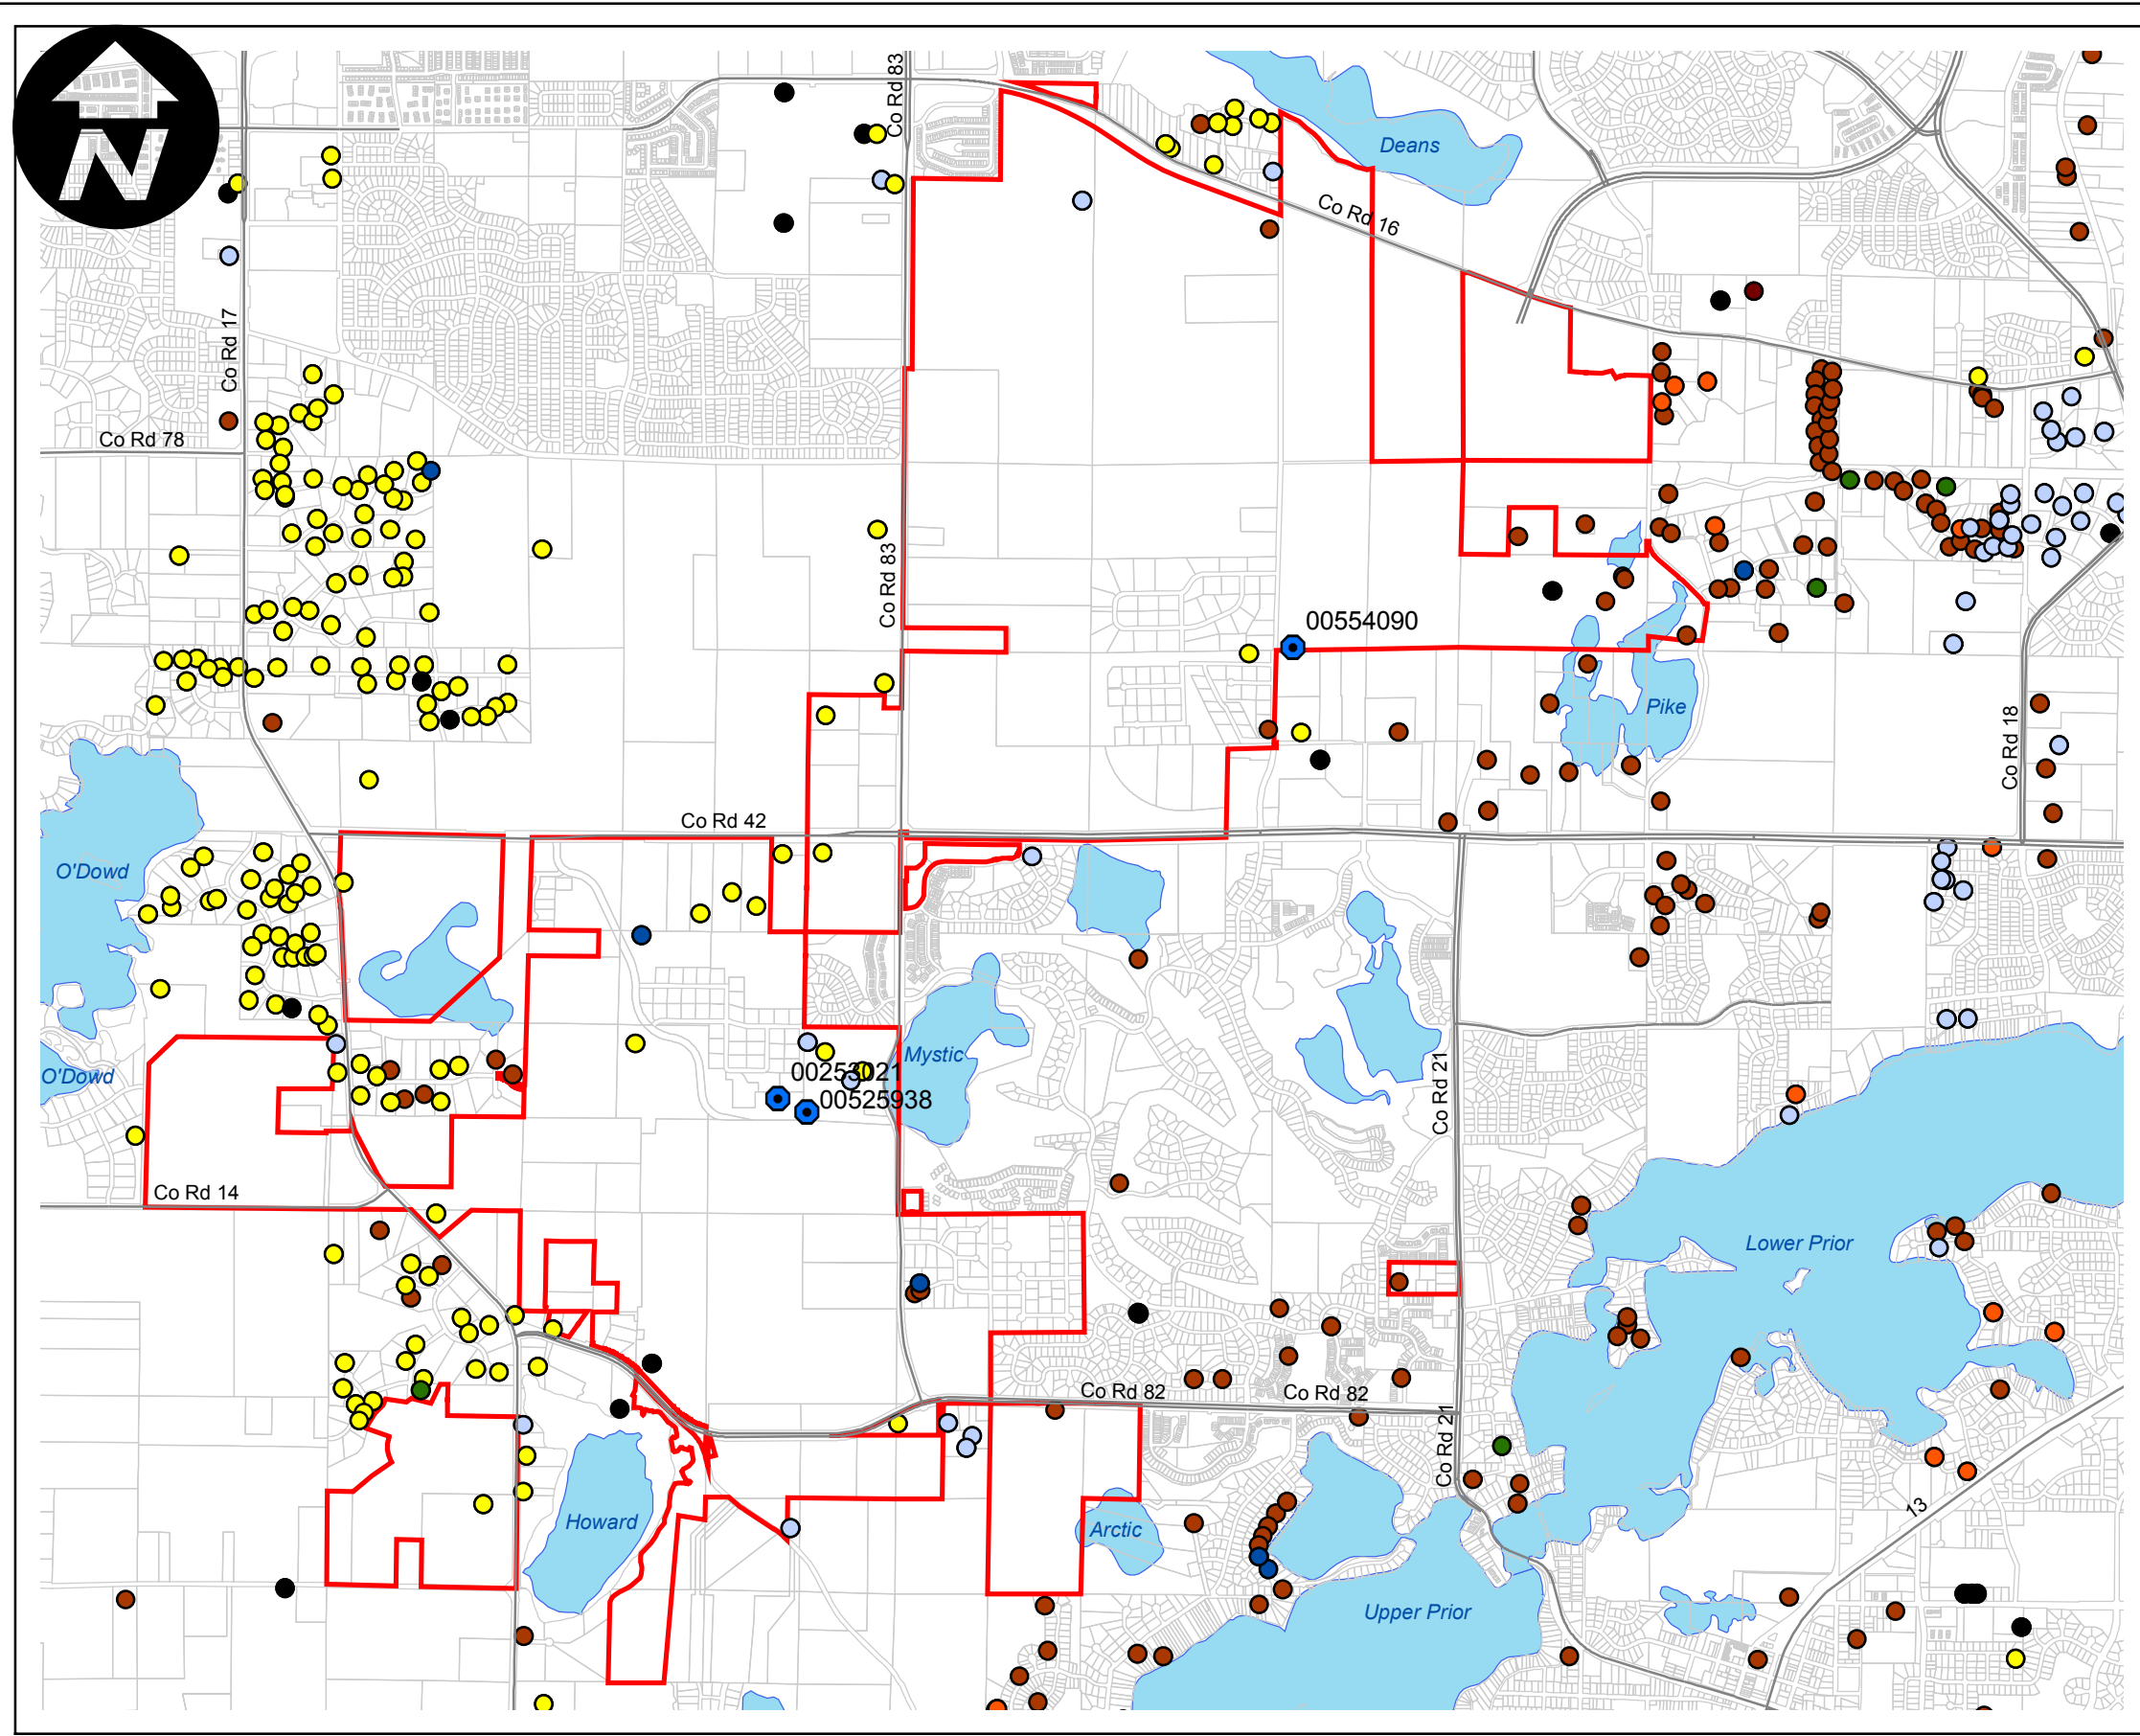 N
Co Rd 83
Deans
Co Rd 16
Co Rd 17
Co Rd 78
Co Rd 83
00554090
Pike
Co Rd 18
Co Rd 42
O'Dowd
Mystic
O'Dowd
00253021
00525938
Co Rd 21
Co Rd 14
Lower Prior
Co Rd 82
Co Rd 82
Co Rd 21
13
Howard
Arctic
Upper Prior